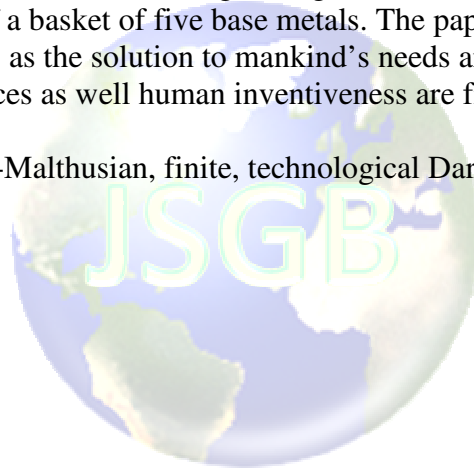 a basket of five base metals. The pap
as the solution to mankind's needs a
ces as well human inventiveness are f
-Malthusian, finite, technological Dar
JSGB